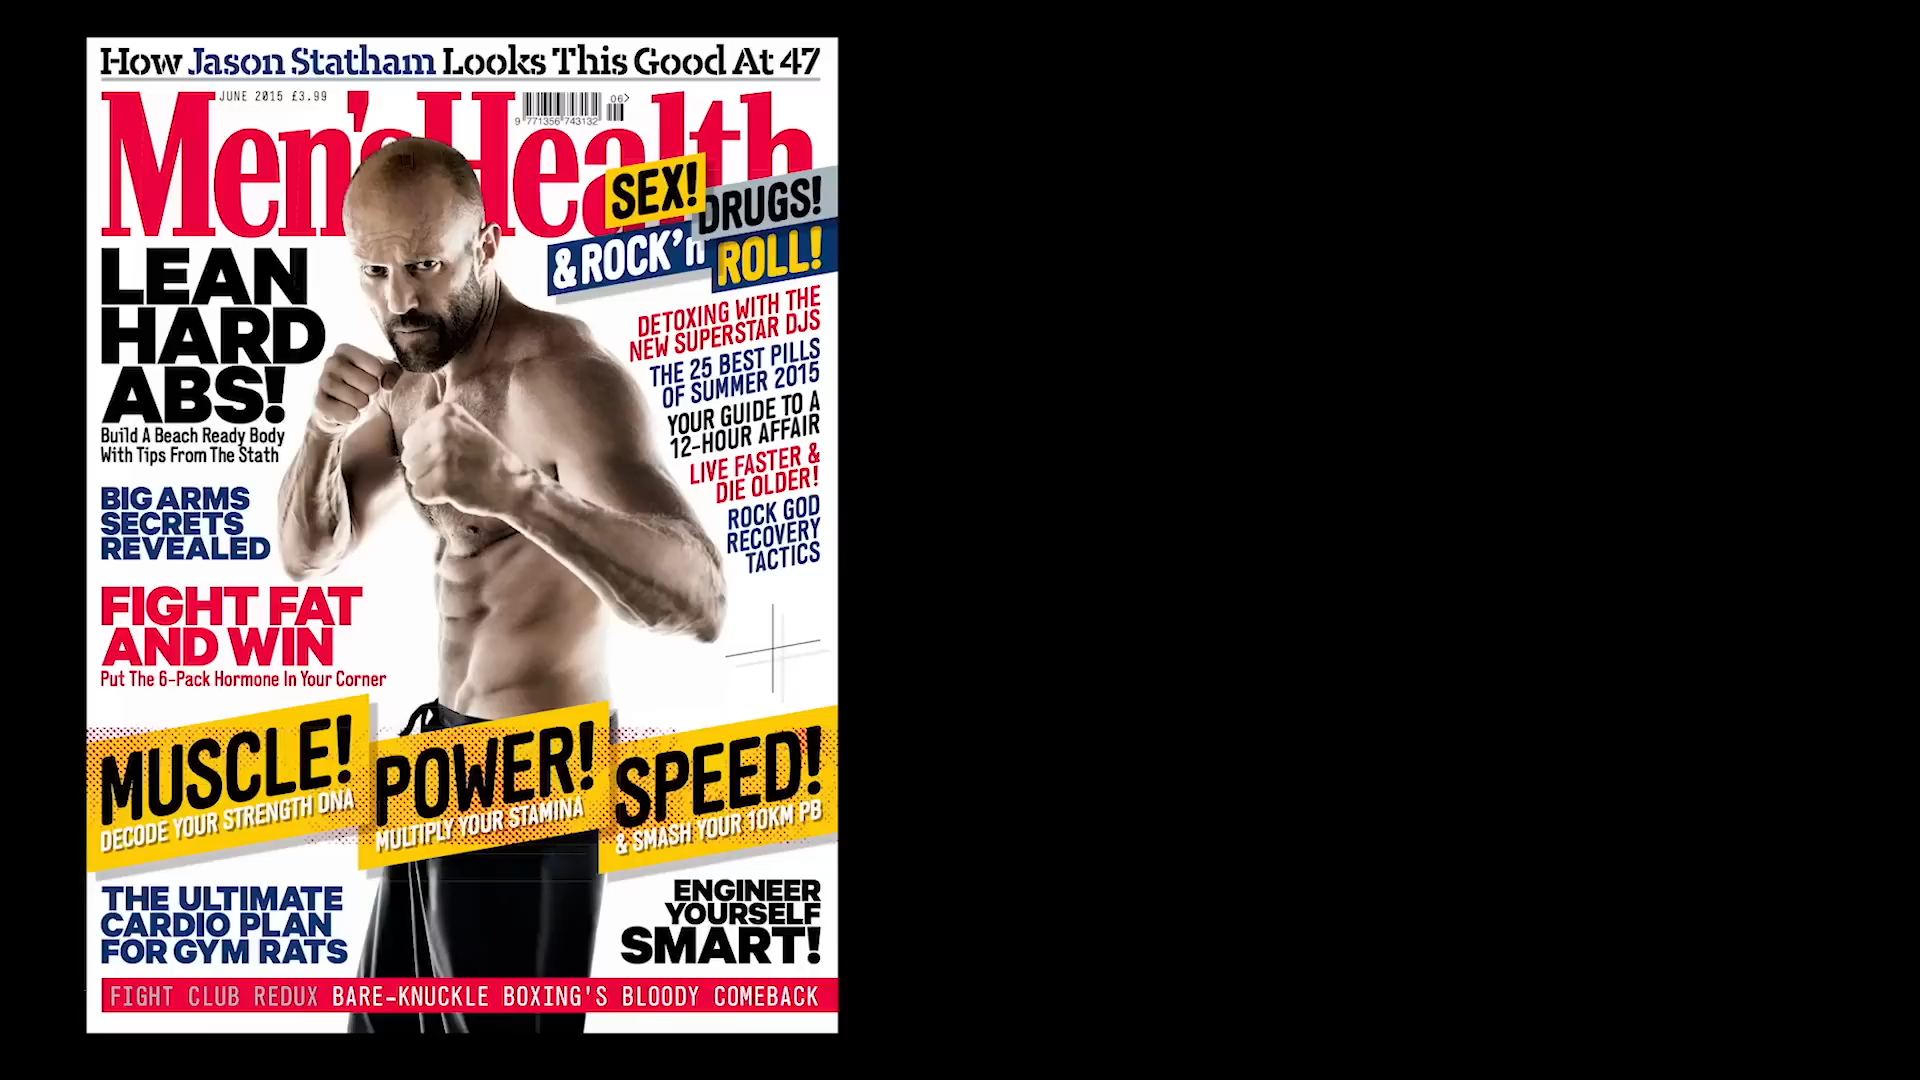 How Jason Statham Looks This Good At 47
JUNE 2015 £3.99
06>
9 771356 743132
Men's Health
SEX!
DRUGS!
& ROCK'n
ROLL!
LEAN
HARD
ABS!
Build A Beach Ready Body
With Tips From The Stath
BIG ARMS
SECRETS
REVEALED
FIGHT FAT
AND WIN
Put The 6-Pack Hormone In Your Corner
DETOXING WITH THE
NEW SUPERSTAR DJS
THE 25 BEST PILLS
OF SUMMER 2015
YOUR GUIDE TO A
12-HOUR AFFAIR
LIVE FASTER &
DIE OLDER!
ROCK GOD
RECOVERY
TACTICS
MUSCLE!
DECODE YOUR STRENGTH DNA
POWER!
MULTIPLY YOUR STAMINA
SPEED!
& SMASH YOUR 10KM PB
THE ULTIMATE
CARDIO PLAN
FOR GYM RATS
ENGINEER
YOURSELF
SMART!
FIGHT CLUB REDUX BARE-KNUCKLE BOXING'S BLOODY COMEBACK